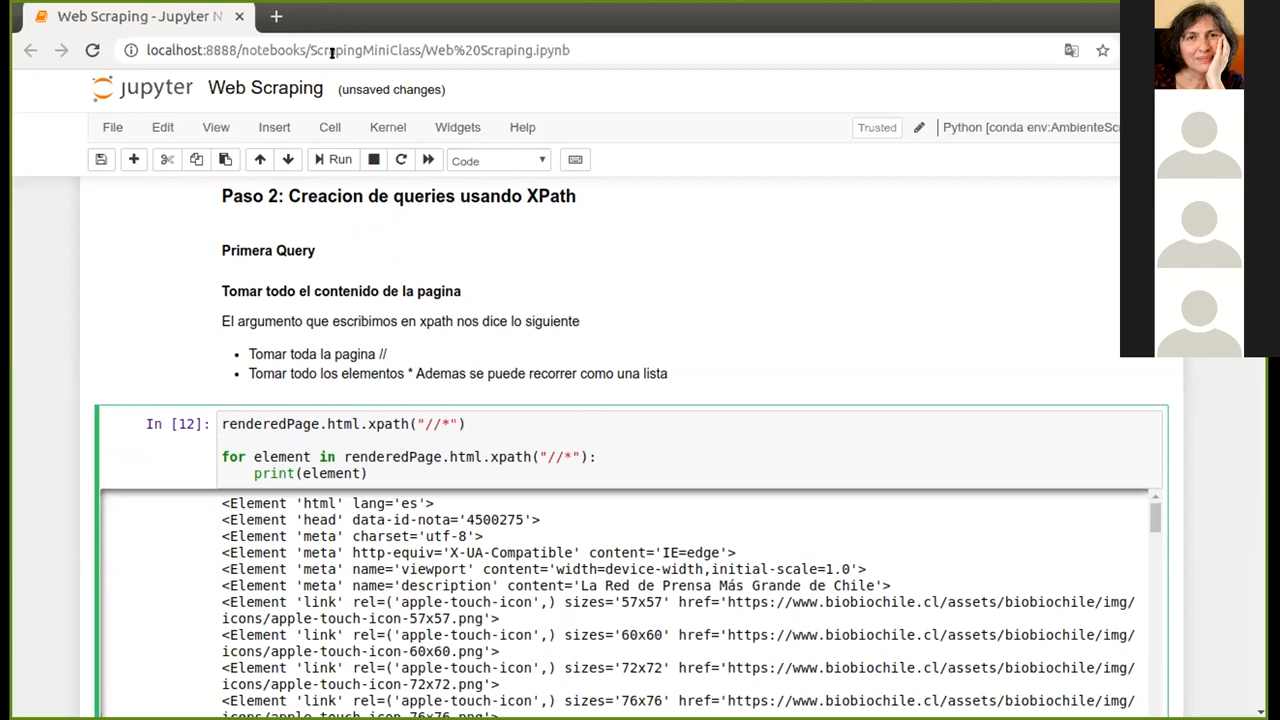 Web Scraping - Jupyter N
localhost:8888/notebooks/ScrapingMiniClass/Web%20Scraping.ipynb
jupyter Web Scraping (unsaved changes)
File Edit View Insert Cell Kernel Widgets Help Trusted Python [conda env:AmbienteScr
Run Code
Paso 2: Creacion de queries usando XPath
Primera Query
Tomar todo el contenido de la pagina
El argumento que escribimos en xpath nos dice lo siguiente
• Tomar toda la pagina //
• Tomar todo los elementos * Ademas se puede recorrer como una lista
In [12]: renderedPage.html.xpath("//*")
for element in renderedPage.html.xpath("//*"):
print(element)
<Element 'html' lang='es'>
<Element 'head' data-id-nota='4500275'>
<Element 'meta' charset='utf-8'>
<Element 'meta' http-equiv='X-UA-Compatible' content='IE=edge'>
<Element 'meta' name='viewport' content='width=device-width,initial-scale=1.0'>
<Element 'meta' name='description' content='La Red de Prensa Más Grande de Chile'>
<Element 'link' rel=('apple-touch-icon',) sizes='57x57' href='https://www.biobiochile.cl/assets/biobiochile/img/
icons/apple-touch-icon-57x57.png'>
<Element 'link' rel=('apple-touch-icon',) sizes='60x60' href='https://www.biobiochile.cl/assets/biobiochile/img/
icons/apple-touch-icon-60x60.png'>
<Element 'link' rel=('apple-touch-icon',) sizes='72x72' href='https://www.biobiochile.cl/assets/biobiochile/img/
icons/apple-touch-icon-72x72.png'>
<Element 'link' rel=('apple-touch-icon',) sizes='76x76' href='https://www.biobiochile.cl/assets/biobiochile/img/
icons/apple-touch-icon-76x76.png'>